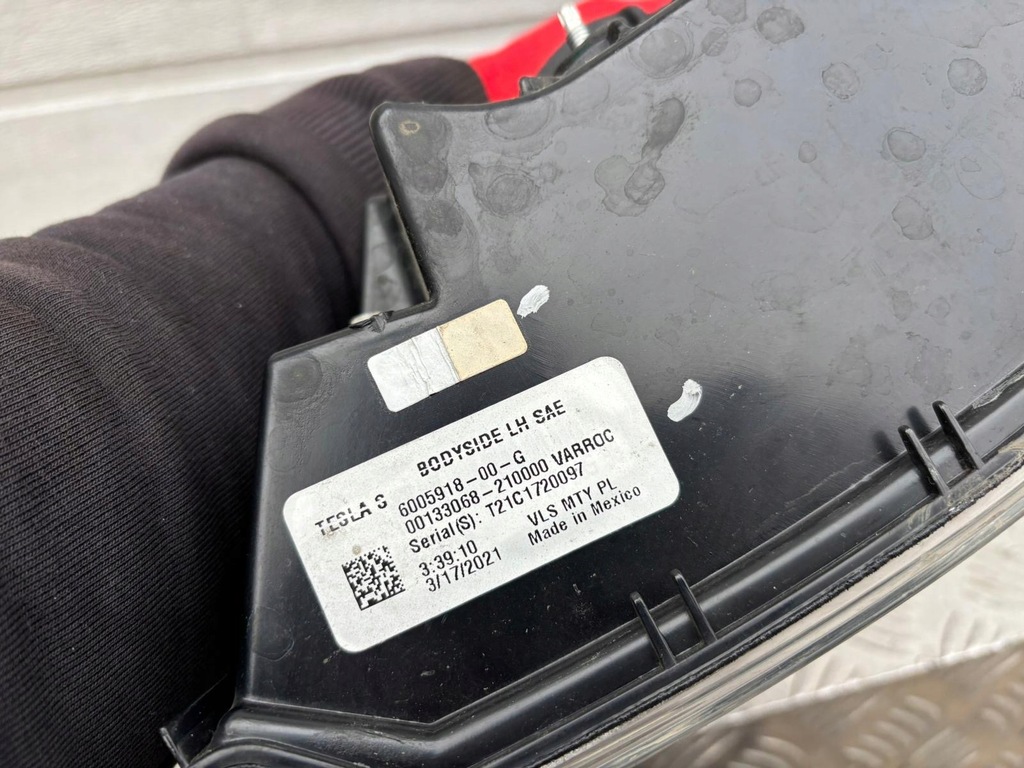 TESLA S BODYSIDE LH SAE
6005918-00-G
00133068-210000 VARROC
Serial(S): T21C1720097
3:39:10 VLS MTY PL
3/17/2021 Made in Mexico